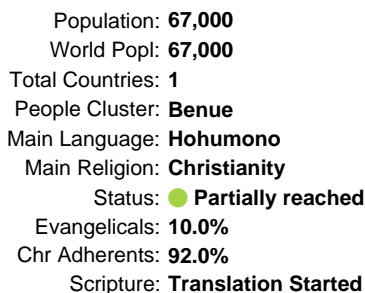 Population: 67,000
World Popl: 67,000
Total Countries: 1
People Cluster: Benue
Main Language: Hohumono
Main Religion: Christianity
Status: Partially reached
Evangelicals: 10.0%
Chr Adherents: 92.0%
Scripture: Translation Started